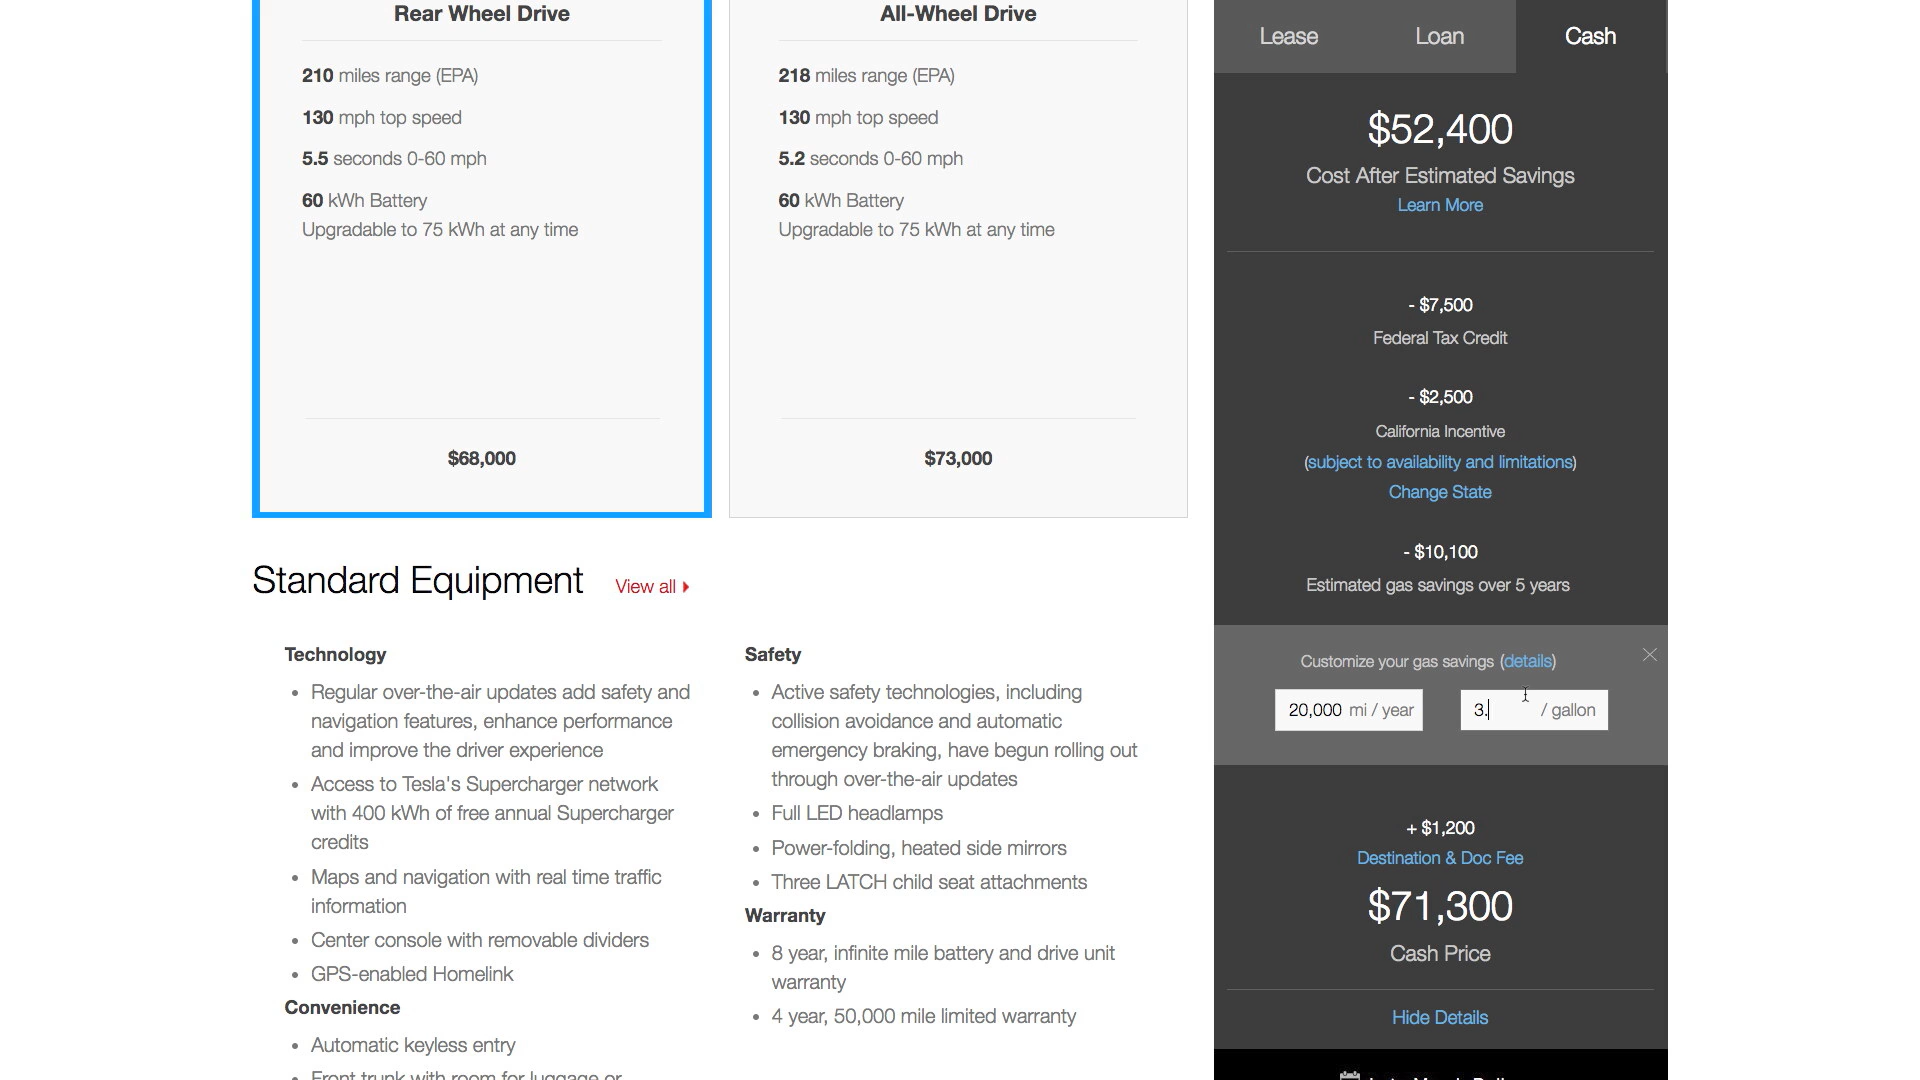 Rear Wheel Drive
210 miles range (EPA)
130 mph top speed
5.5 seconds 0-60 mph
60 kWh Battery
Upgradable to 75 kWh at any time
$68,000
All-Wheel Drive
218 miles range (EPA)
130 mph top speed
5.2 seconds 0-60 mph
60 kWh Battery
Upgradable to 75 kWh at any time
$73,000
Standard Equipment View all
Technology
• Regular over-the-air updates add safety and
navigation features, enhance performance
and improve the driver experience
• Access to Tesla's Supercharger network
with 400 kWh of free annual Supercharger
credits
• Maps and navigation with real time traffic
information
• Center console with removable dividers
• GPS-enabled Homelink
Convenience
• Automatic keyless entry
• Front trunk with room for luggage or
Safety
• Active safety technologies, including
collision avoidance and automatic
emergency braking, have begun rolling out
through over-the-air updates
• Full LED headlamps
• Power-folding, heated side mirrors
• Three LATCH child seat attachments
Warranty
• 8 year, infinite mile battery and drive unit
warranty
• 4 year, 50,000 mile limited warranty
Lease Loan Cash
$52,400
Cost After Estimated Savings
Learn More
- $7,500
Federal Tax Credit
- $2,500
California Incentive
(subject to availability and limitations)
Change State
- $10,100
Estimated gas savings over 5 years
Customize your gas savings (details)
20,000 mi / year 3. / gallon
+ $1,200
Destination & Doc Fee
$71,300
Cash Price
Hide Details